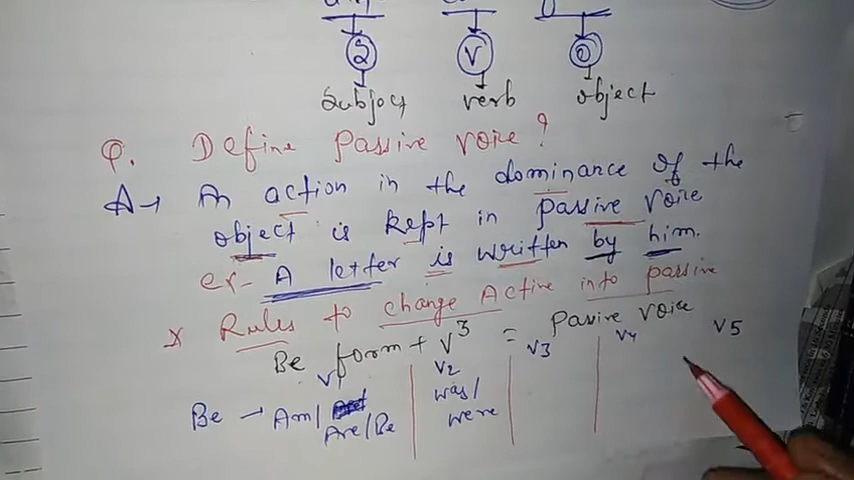 S V O
Subject verb object
Q. Define Passive Voice?
A→ An action in the dominance of the
object is kept in passive voice
ex- A letter is written by him.
x Rules to change Active into passive
Be form + V3 = Passive voice
V1 V2 V3 V4 V5
Be → Am/ was/
Are/Be were